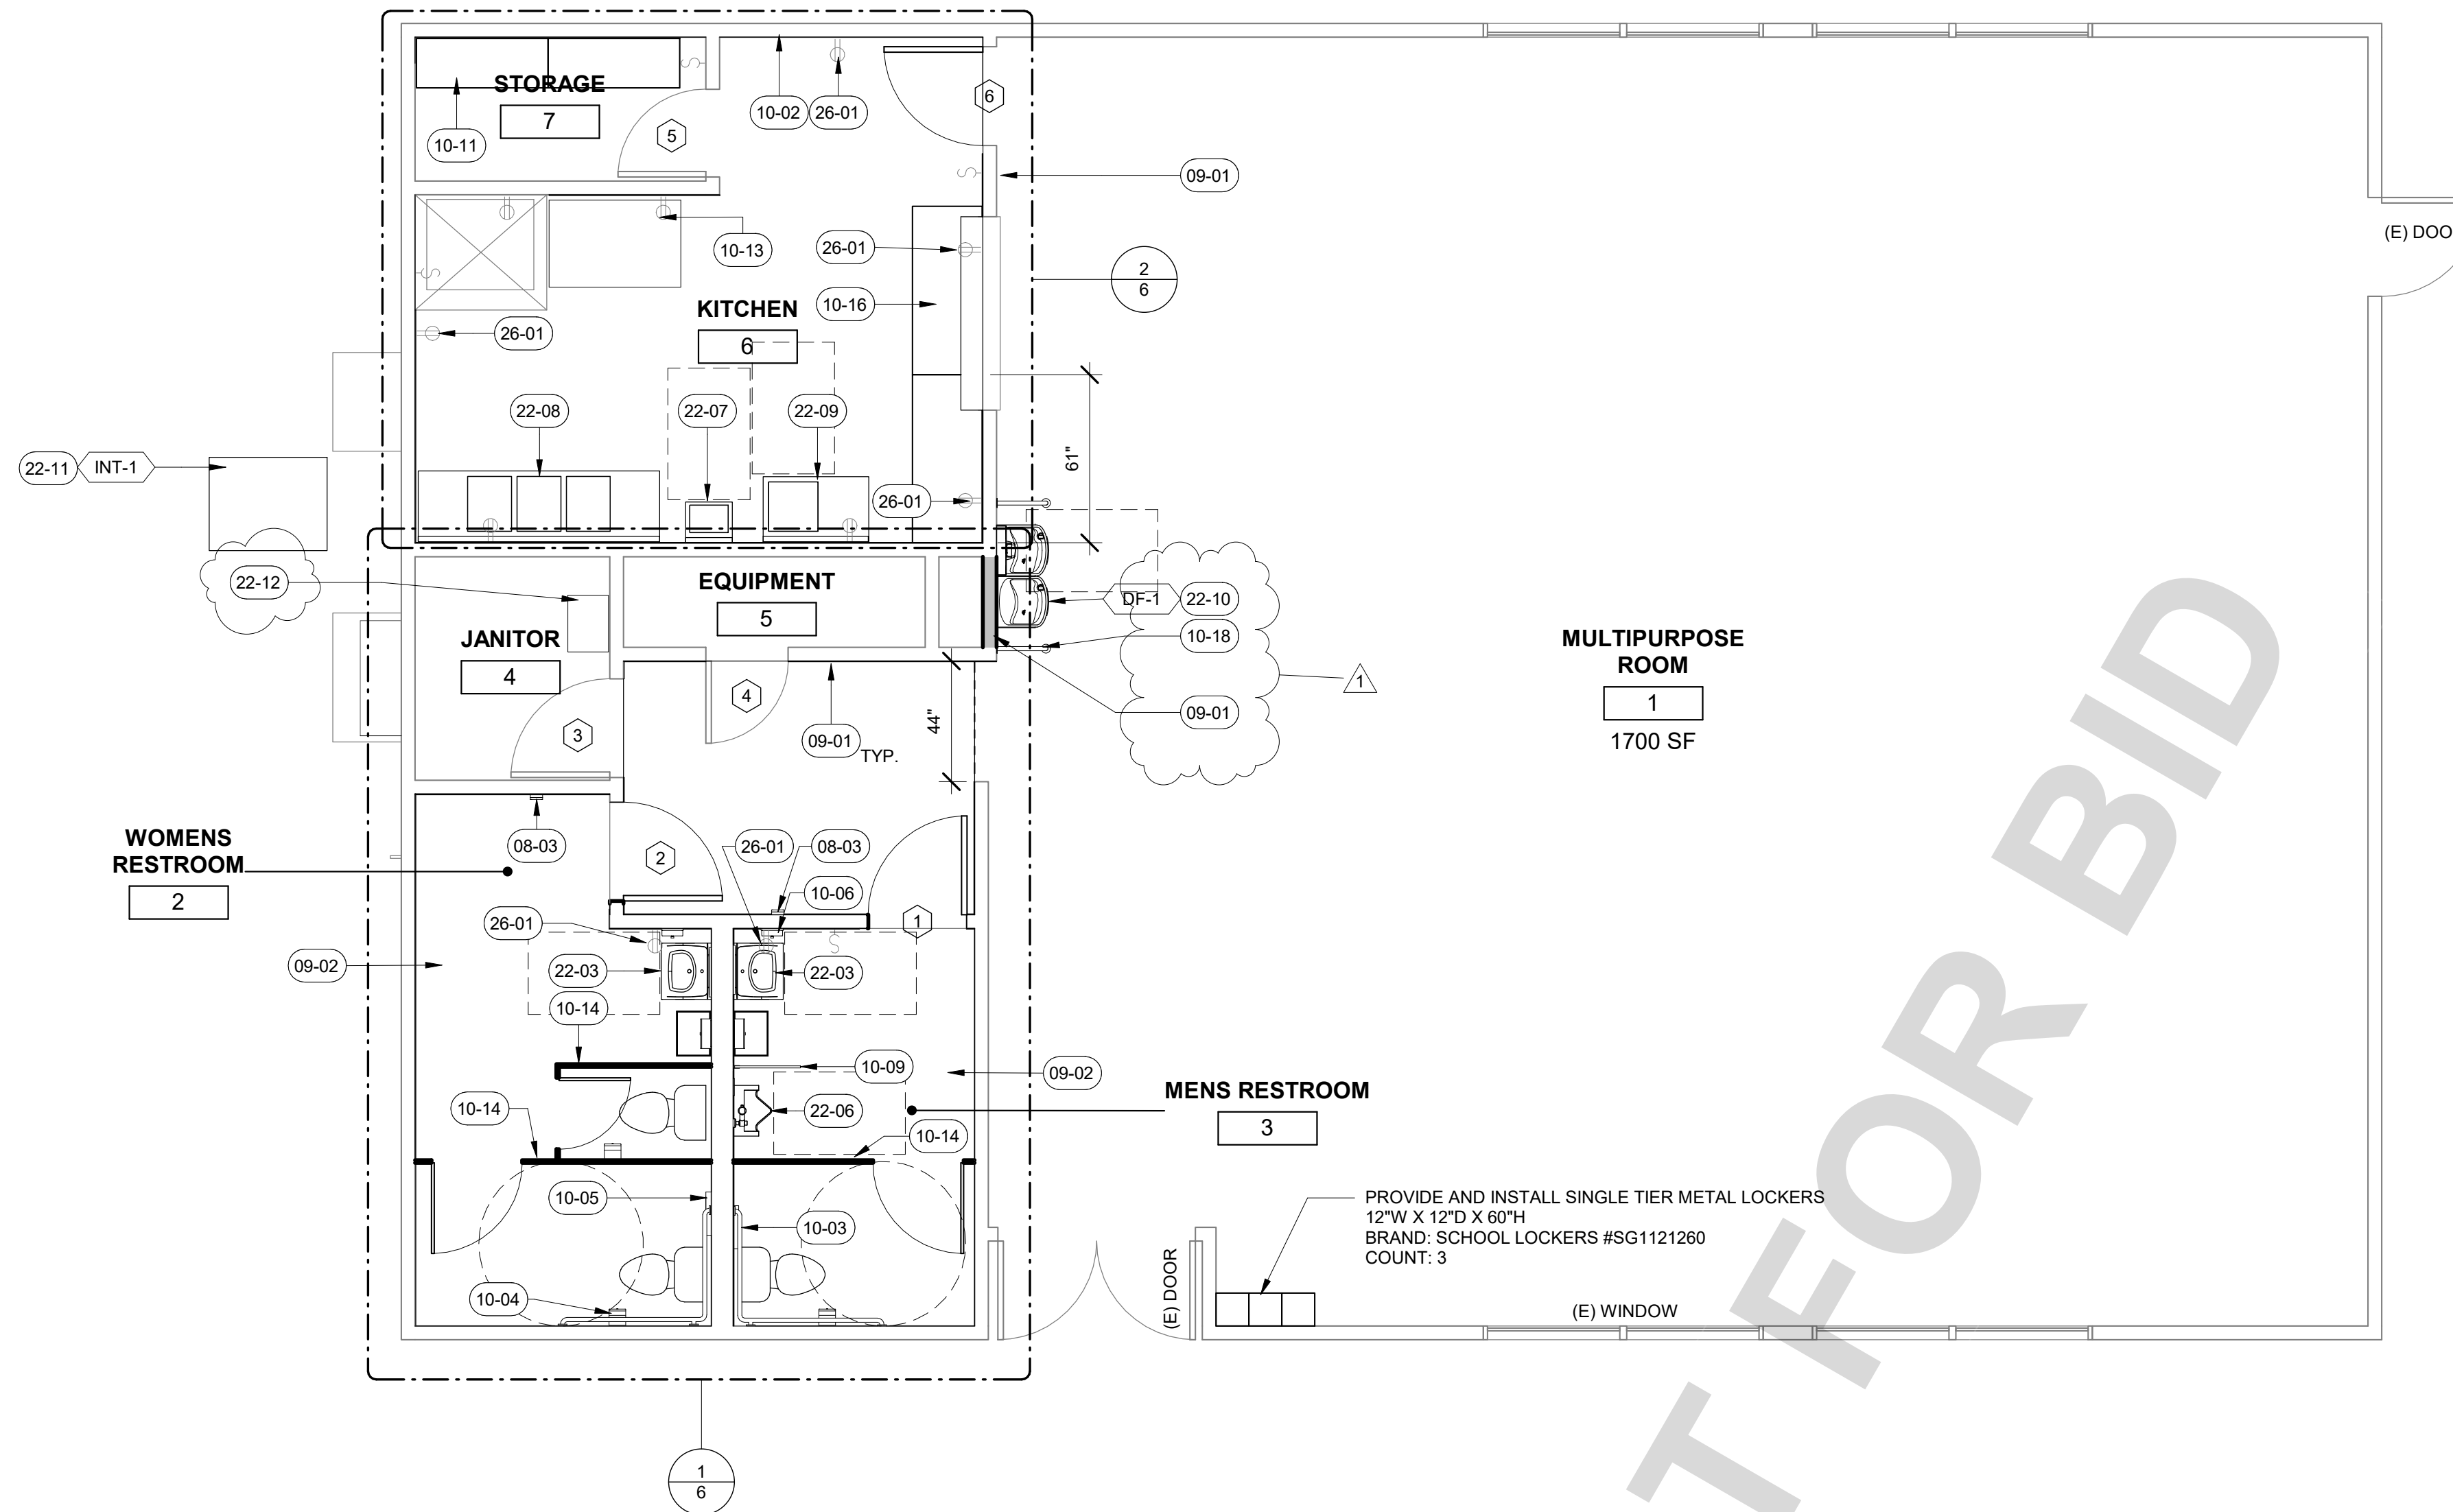 STORAGE
7
10-11
5
10-02
26-01
6
09-01
(E) DOO
10-13
26-01
2
6
10-16
KITCHEN
6
26-01
22-08
22-07
22-09
61"
22-11
INT-1
26-01
22-12
EQUIPMENT
5
DF-1
22-10
10-18
JANITOR
4
MULTIPURPOSE
ROOM
1
1700 SF
1
4
3
44"
09-01
09-01
TYP.
WOMENS
RESTROOM
2
08-03
2
26-01
08-03
10-06
26-01
1
09-02
22-03
22-03
10-14
10-09
09-02
MENS RESTROOM
3
10-14
22-06
10-14
10-05
10-03
10-04
PROVIDE AND INSTALL SINGLE TIER METAL LOCKERS
12"W X 12"D X 60"H
BRAND: SCHOOL LOCKERS #SG1121260
COUNT: 3
(E) DOOR
(E) WINDOW
1
6
T FOR BID